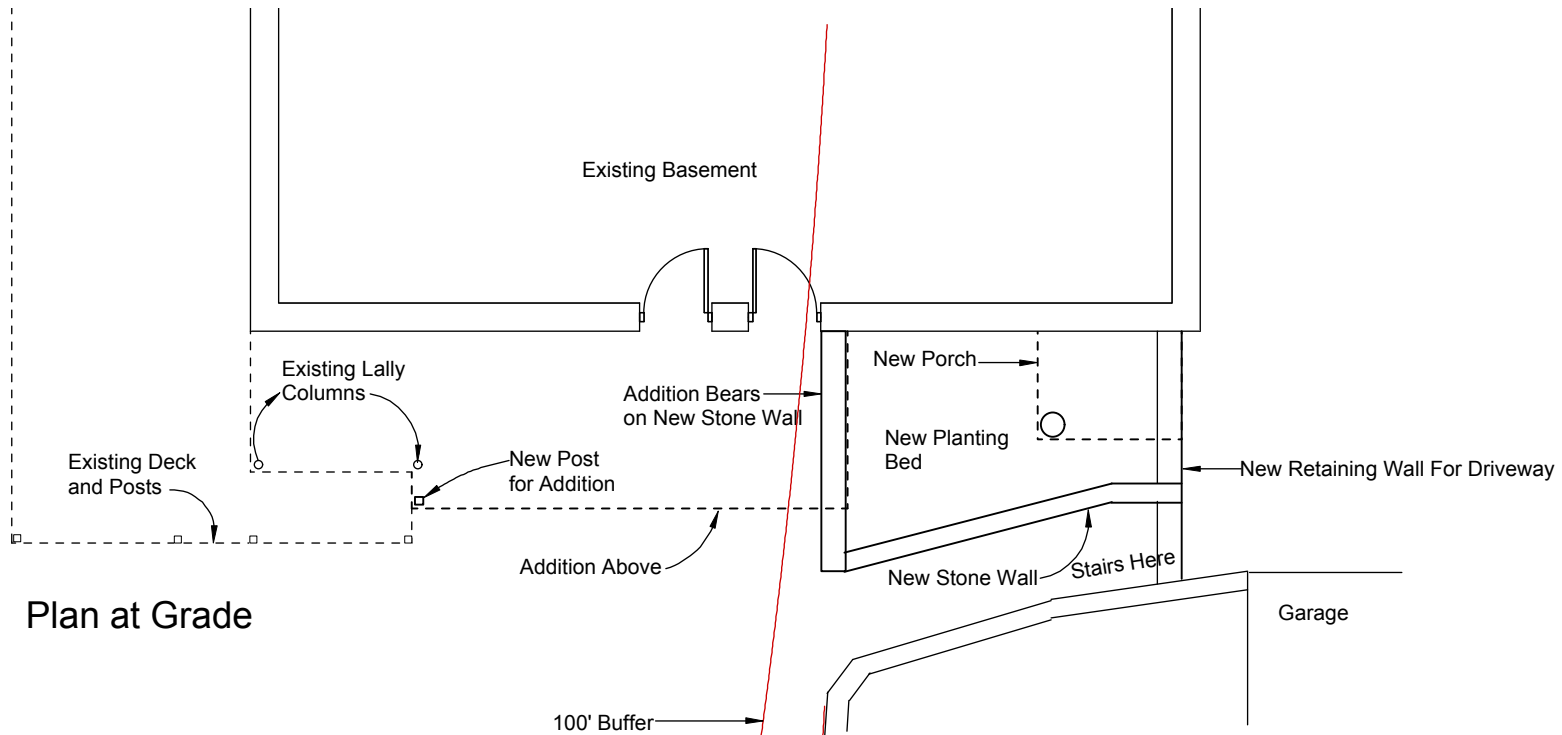 Existing Basement
Existing Lally
Columns
New Porch
Addition Bears
on New Stone Wall
New Planting
Bed
Existing Deck
and Posts
New Post
for Addition
New Retaining Wall For Driveway
Addition Above
New Stone Wall
Stairs Here
Plan at Grade
Garage
100' Buffer